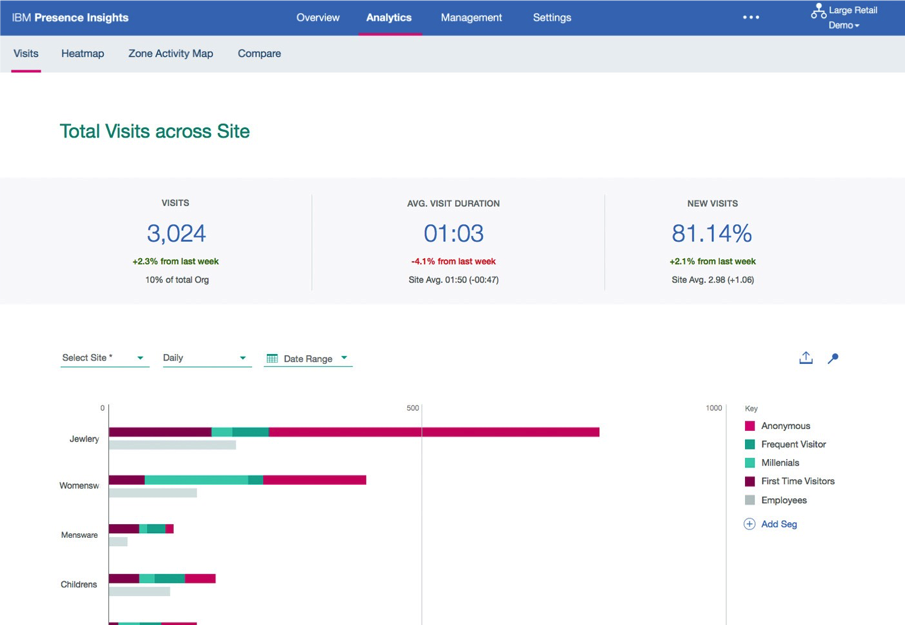 IBM Presence Insights
Overview
Analytics
Management
Settings
Large Retail
Demo
Visits
Heatmap
Zone Activity Map
Compare
Total Visits across Site
VISITS
3,024
+2.3% from last week
10% of total Org
AVG. VISIT DURATION
01:03
-4.1% from last week
Site Avg. 01:50 (-00:47)
NEW VISITS
81.14%
+2.1% from last week
Site Avg. 2.98 (+1.06)
Select Site *
Daily
Date Range
0
500
1000
Jewlery
Womensw
Mensware
Childrens
Key
Anonymous
Frequent Visitor
Millenials
First Time Visitors
Employees
Add Seg